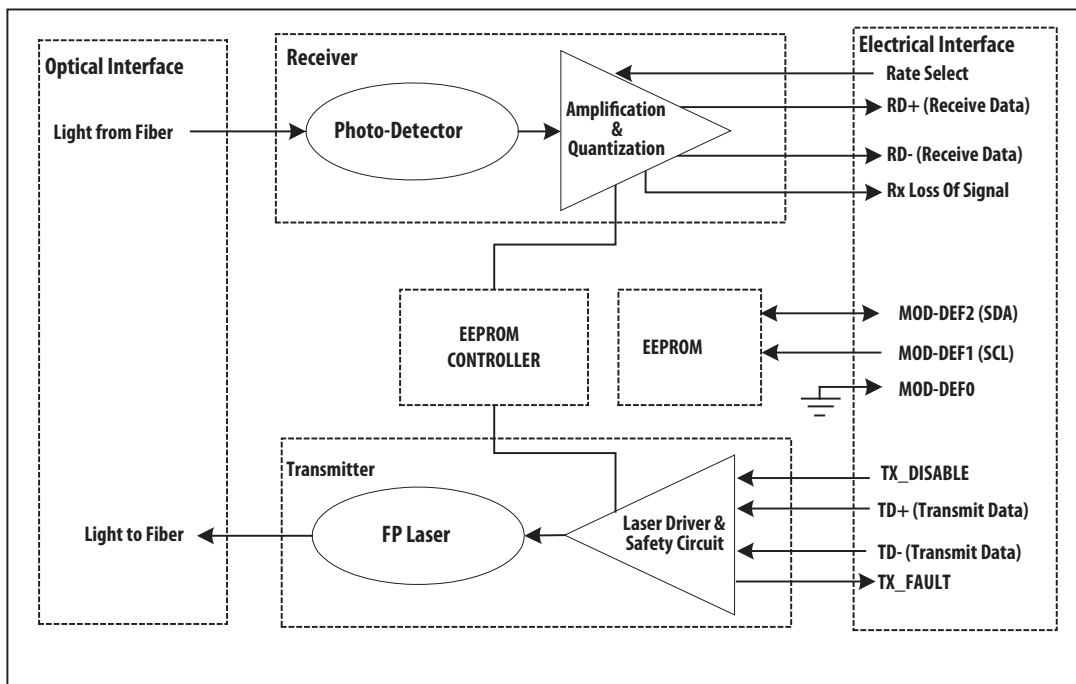 Optical Interface
Light from Fiber
Receiver
Photo-Detector
Amplification
&
Quantization
Electrical Interface
Rate Select
RD+ (Receive Data)
RD- (Receive Data)
Rx Loss Of Signal
EEPROM
CONTROLLER
EEPROM
MOD-DEF2 (SDA)
MOD-DEF1 (SCL)
MOD-DEF0
Transmitter
Light to Fiber
FP Laser
Laser Driver &
Safety Circuit
TX_DISABLE
TD+ (Transmit Data)
TD- (Transmit Data)
TX_FAULT